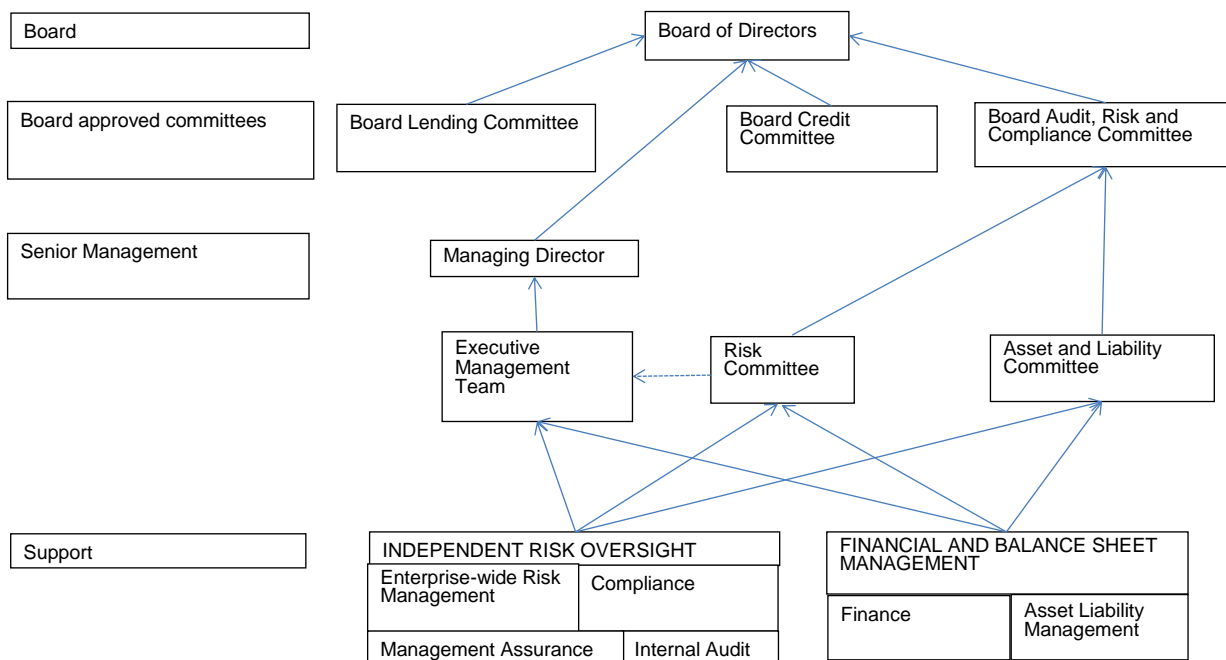 Board
Board of Directors
Board approved committees
Board Lending Committee
Board Credit
Committee
Board Audit, Risk and
Compliance Committee
Senior Management
Managing Director
Executive
Management
Team
Risk
Committee
Asset and Liability
Committee
Support
INDEPENDENT RISK OVERSIGHT
Enterprise-wide Risk
Management
Compliance
Management Assurance
Internal Audit
FINANCIAL AND BALANCE SHEET
MANAGEMENT
Finance
Asset Liability
Management